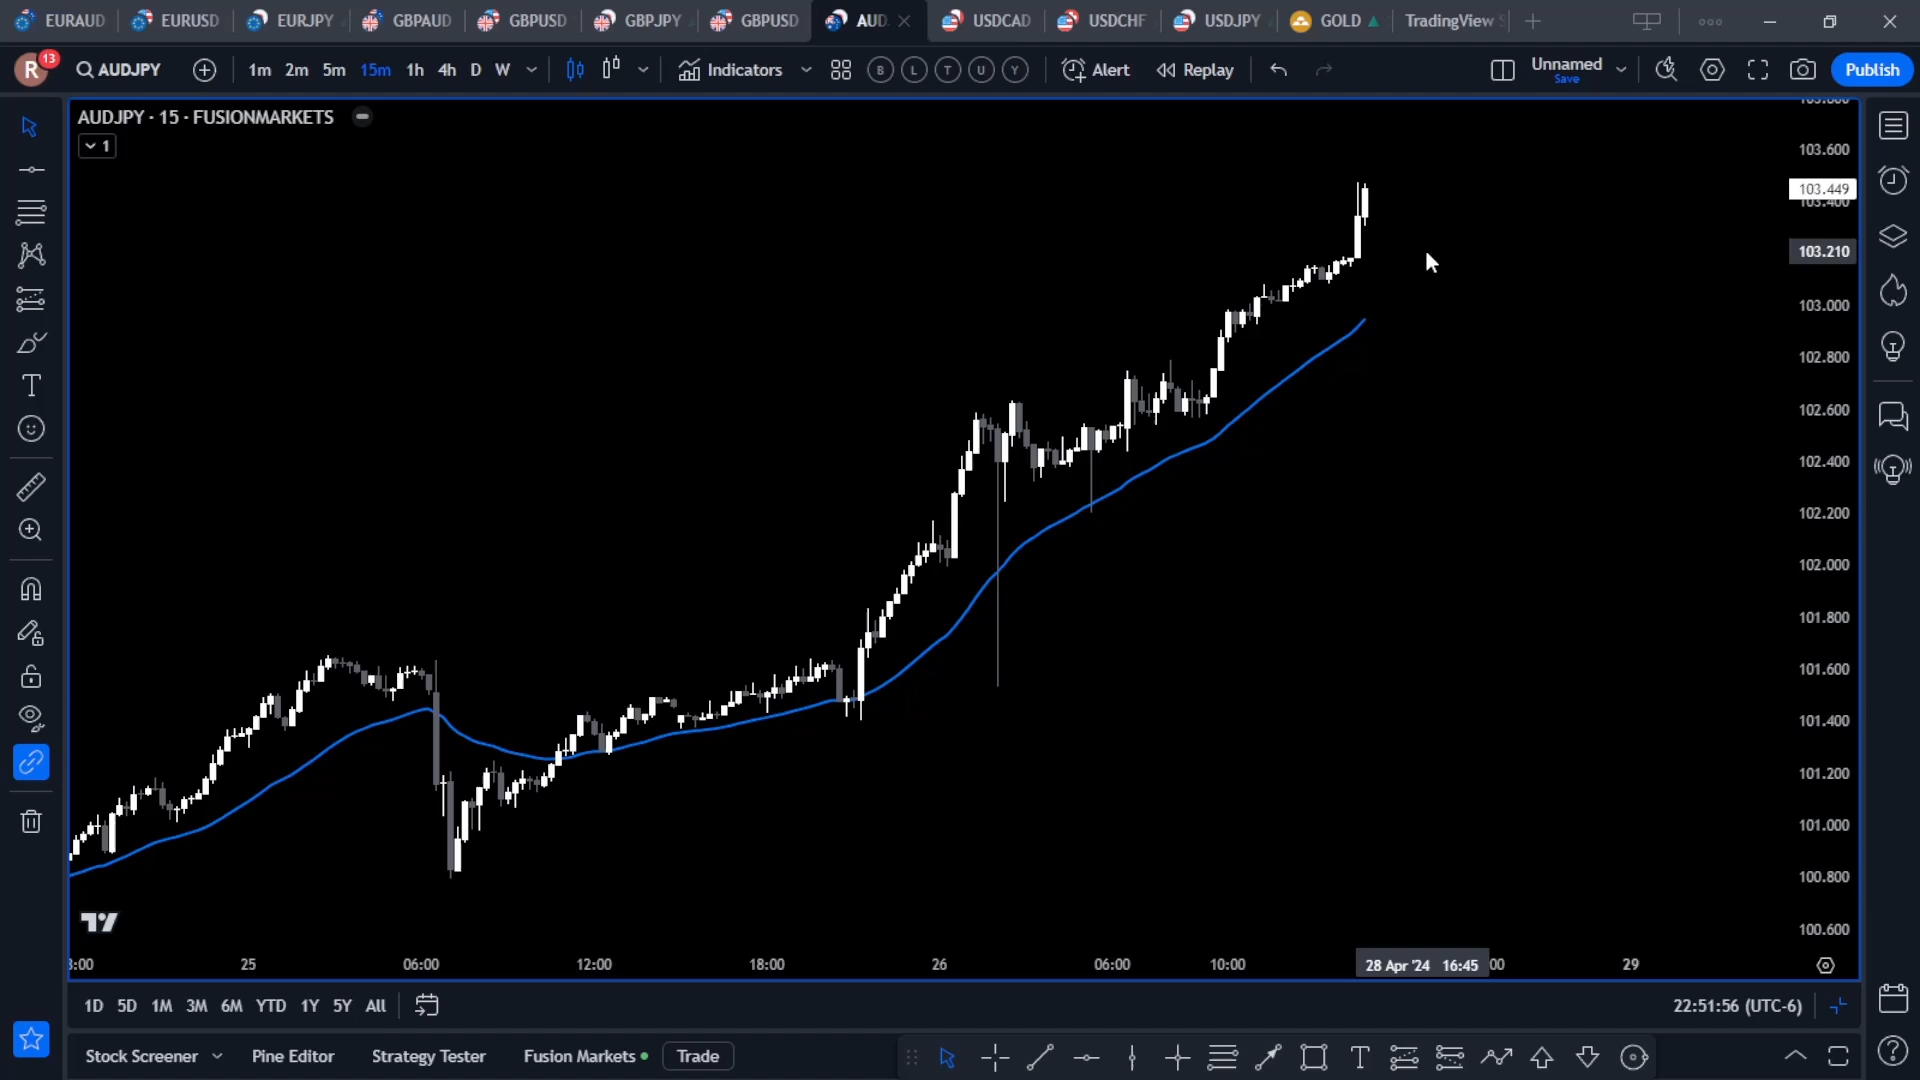 EURAUD
EURUSD
EURJPY
GBPAUD
GBPUSD
GBPJPY
GBPUSD
AUD
USDCAD
USDCHF
USDJPY
GOLD
TradingView
R
13
AUDJPY
1m
2m
5m
15m
1h
4h
D
W
Indicators
B
L
T
U
Y
Alert
Replay
Unnamed
Save
Publish
AUDJPY · 15 · FUSIONMARKETS
1
103.600
103.449
103.400
103.210
103.000
102.800
102.600
102.400
102.200
102.000
101.800
101.600
101.400
101.200
101.000
100.800
100.600
25
06:00
12:00
18:00
26
06:00
10:00
28 Apr '24 16:45
29
1D
5D
1M
3M
6M
YTD
1Y
5Y
All
22:51:56 (UTC-6)
Stock Screener
Pine Editor
Strategy Tester
Fusion Markets
Trade